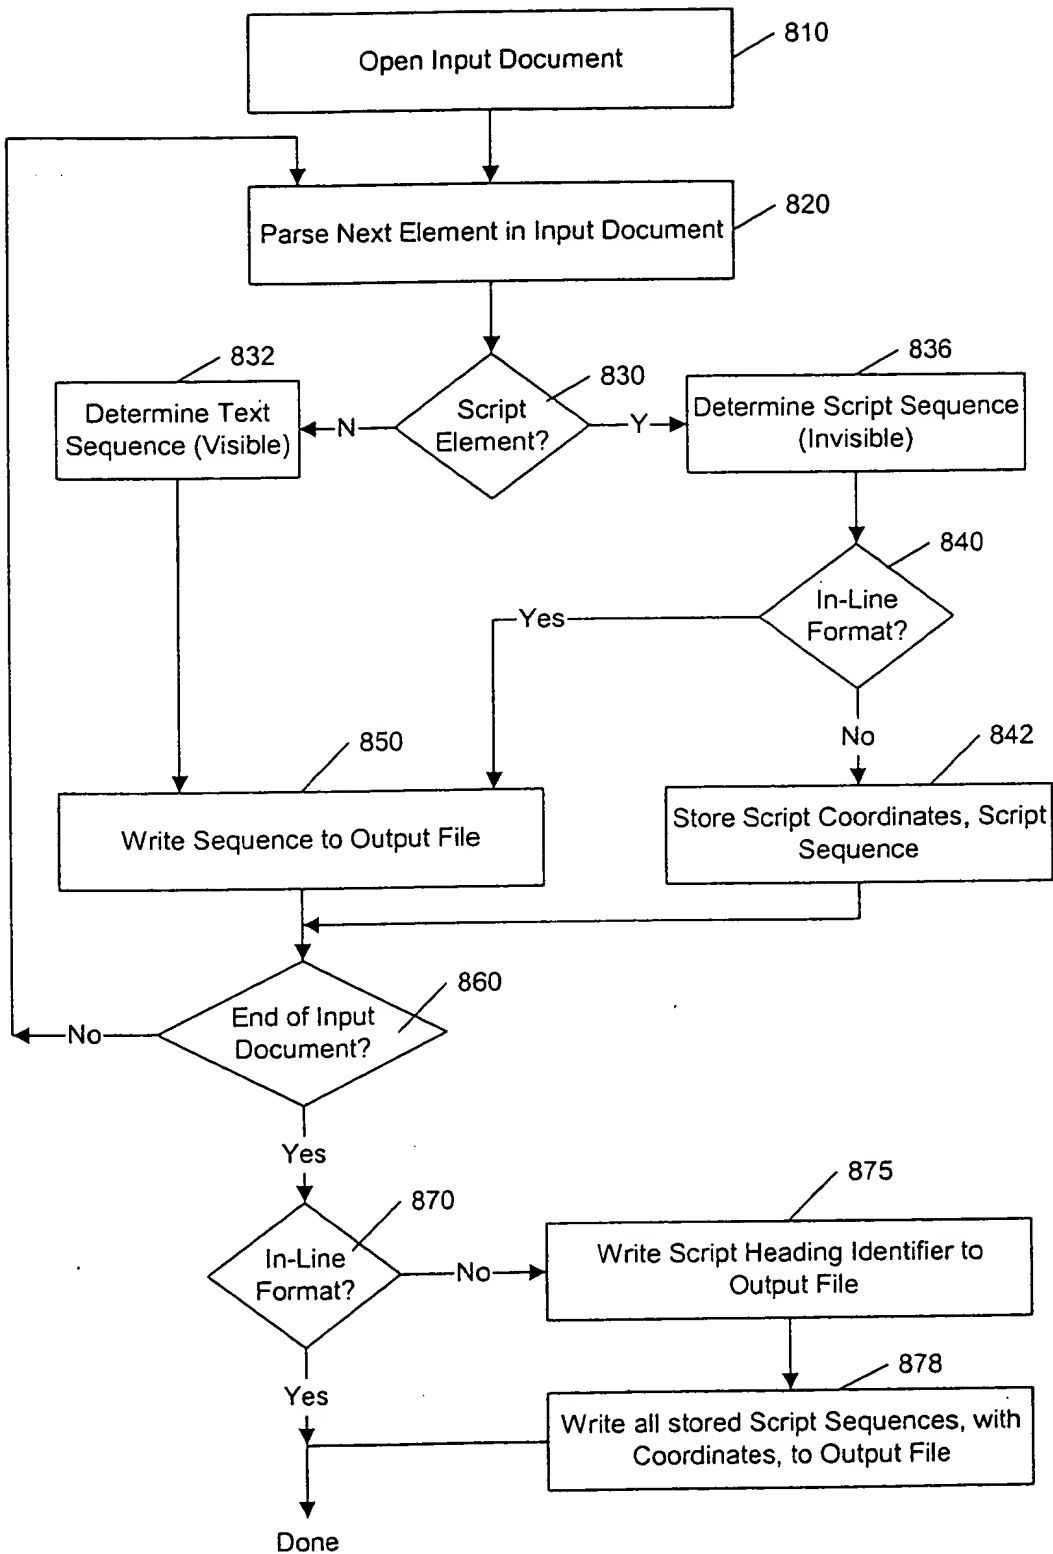 810
Open Input Document
820
Parse Next Element in Input Document
830
Script
Element?
N
Y
832
Determine Text
Sequence (Visible)
836
Determine Script Sequence
(Invisible)
840
In-Line
Format?
Yes
No
842
Store Script Coordinates, Script
Sequence
850
Write Sequence to Output File
860
End of Input
Document?
No
Yes
870
In-Line
Format?
No
875
Write Script Heading Identifier to
Output File
878
Write all stored Script Sequences, with
Coordinates, to Output File
Yes
Done